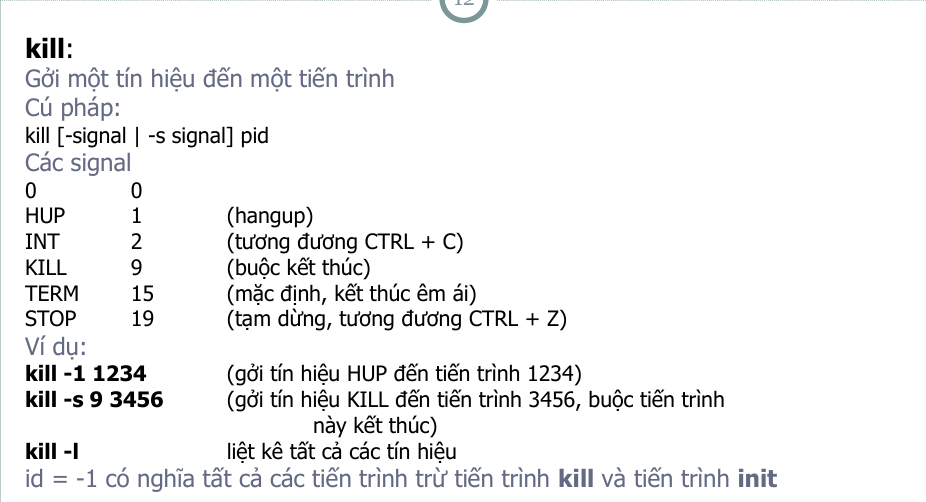 12
kill:
Gởi một tín hiệu đến một tiến trình
Cú pháp:
kill [-signal | -s signal] pid
Các signal
0 0
HUP 1 (hangup)
INT 2 (tương đương CTRL + C)
KILL 9 (buộc kết thúc)
TERM 15 (mặc định, kết thúc êm ái)
STOP 19 (tạm dừng, tương đương CTRL + Z)
Ví dụ:
kill -1 1234 (gởi tín hiệu HUP đến tiến trình 1234)
kill -s 9 3456 (gởi tín hiệu KILL đến tiến trình 3456, buộc tiến trình
này kết thúc)
kill -l liệt kê tất cả các tín hiệu
id = -1 có nghĩa tất cả các tiến trình trừ tiến trình kill và tiến trình init